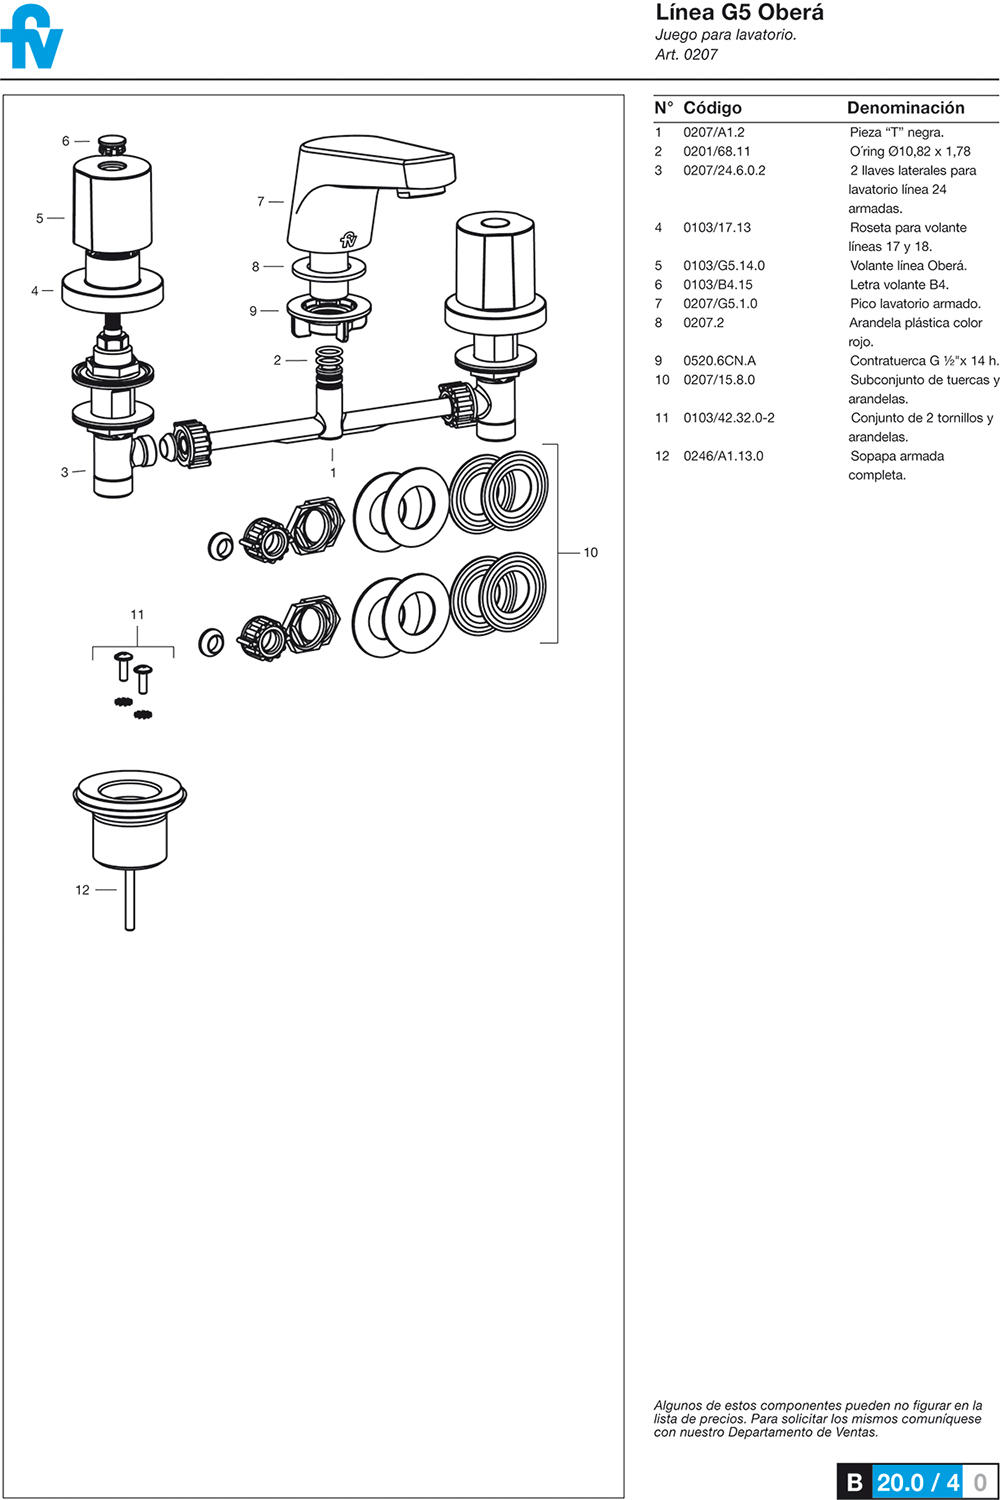 fv
Línea G5 Oberá
Juego para lavatorio.
Art. 0207
N° Código Denominación
1 0207/A1.2 Pieza “T” negra.
2 0201/68.11 O´ring Ø10,82 x 1,78
3 0207/24.6.0.2 2 llaves laterales para
lavatorio línea 24
armadas.
4 0103/17.13 Roseta para volante
líneas 17 y 18.
5 0103/G5.14.0 Volante línea Oberá.
6 0103/B4.15 Letra volante B4.
7 0207/G5.1.0 Pico lavatorio armado.
8 0207.2 Arandela plástica color
rojo.
9 0520.6CN.A Contratuerca G ½"x 14 h.
10 0207/15.8.0 Subconjunto de tuercas y
arandelas.
11 0103/42.32.0-2 Conjunto de 2 tornillos y
arandelas.
12 0246/A1.13.0 Sopapa armada
completa.
6
5
4
3
7
fv
8
9
2
1
10
11
12
Algunos de estos componentes pueden no figurar en la
lista de precios. Para solicitar los mismos comuníquese
con nuestro Departamento de Ventas.
B 20.0 / 4 0